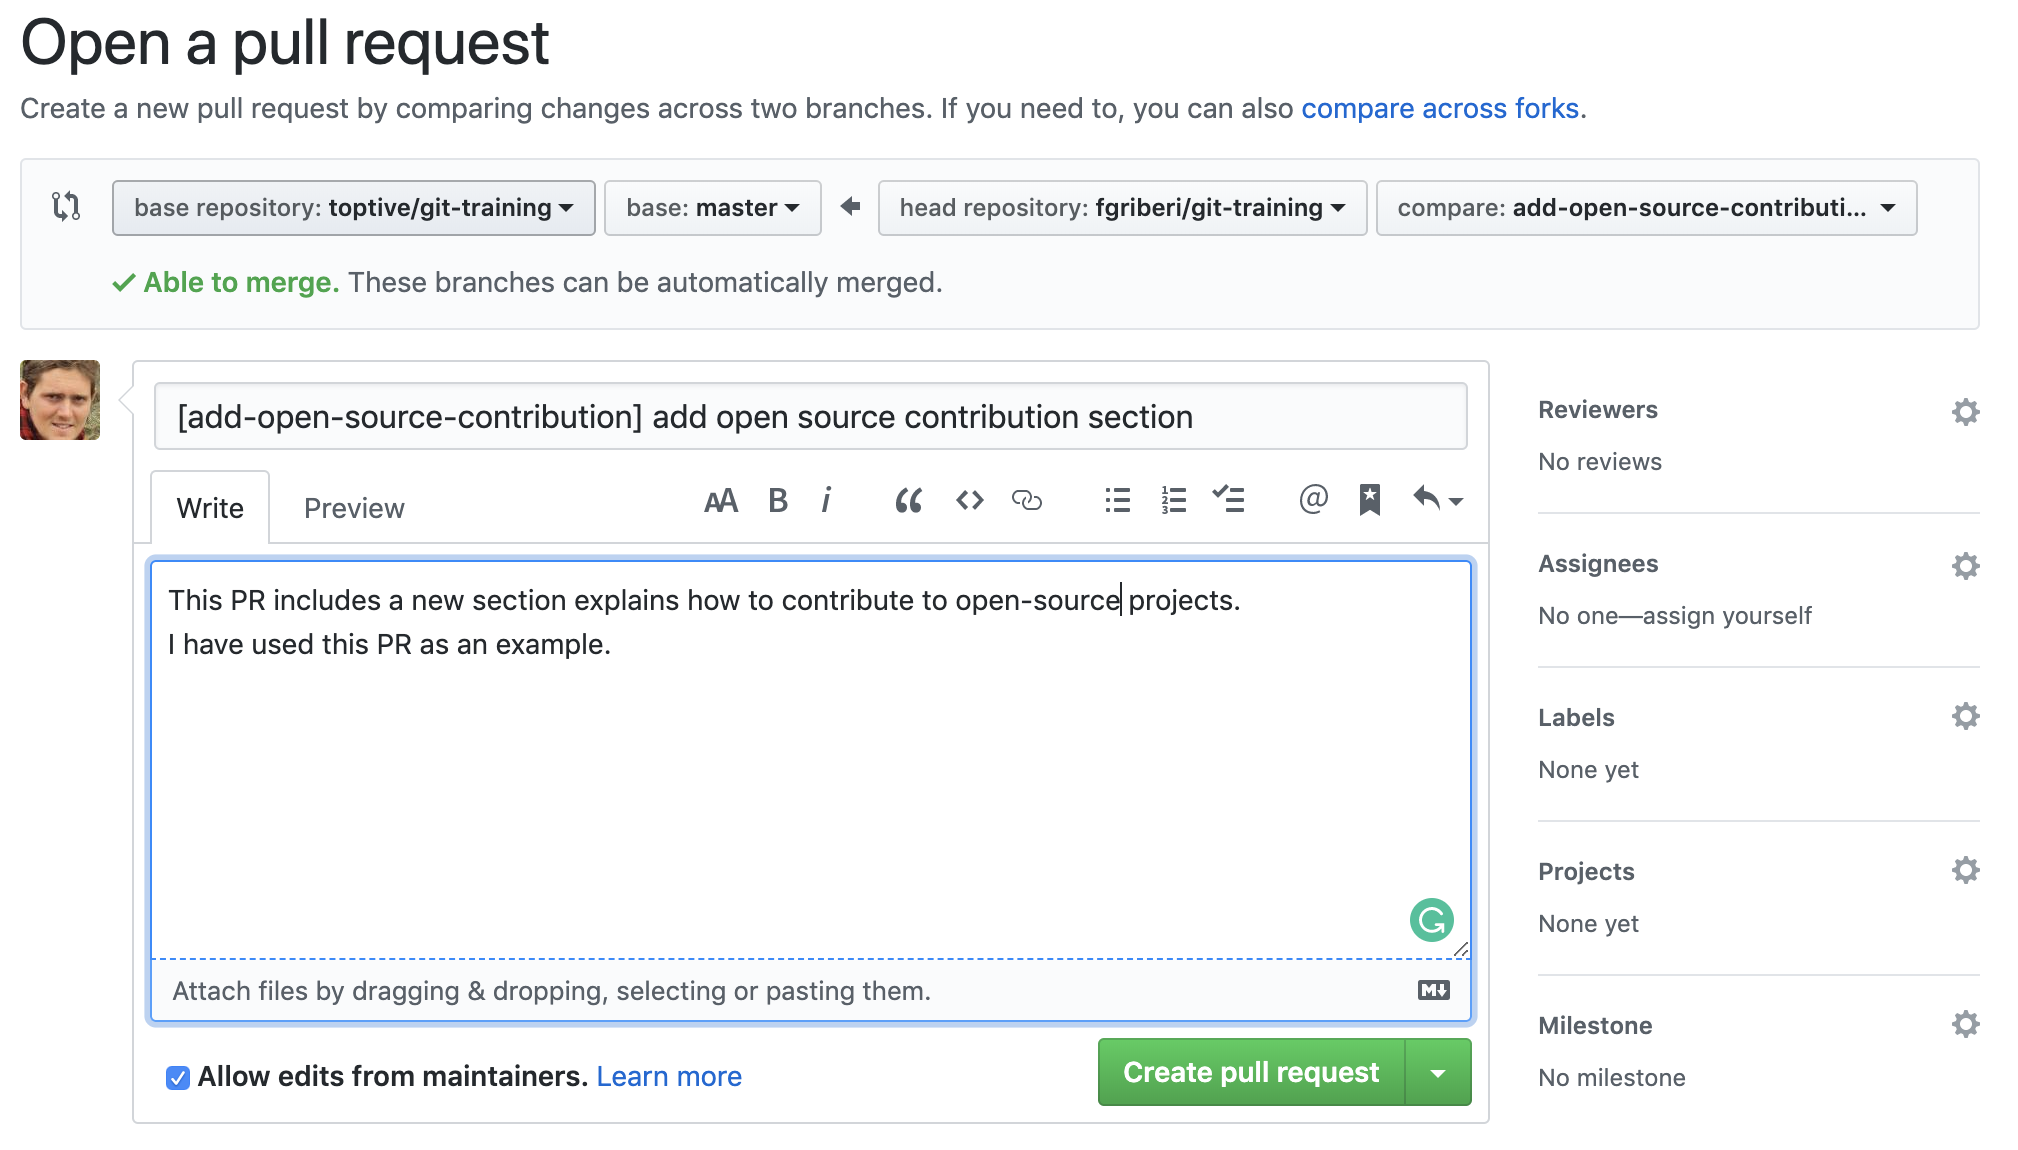 Open a pull request
Create a new pull request by comparing changes across two branches. If you need to, you can also compare across forks.
base repository: toptive/git-training base: master head repository: fgriberi/git-training compare: add-open-source-contributi...
Able to merge. These branches can be automatically merged.
[add-open-source-contribution] add open source contribution section
Write Preview AA B i @
This PR includes a new section explains how to contribute to open-source projects.
I have used this PR as an example.
Attach files by dragging & dropping, selecting or pasting them. M
Allow edits from maintainers. Learn more Create pull request
Reviewers
No reviews
Assignees
No one—assign yourself
Labels
None yet
Projects
None yet
Milestone
No milestone